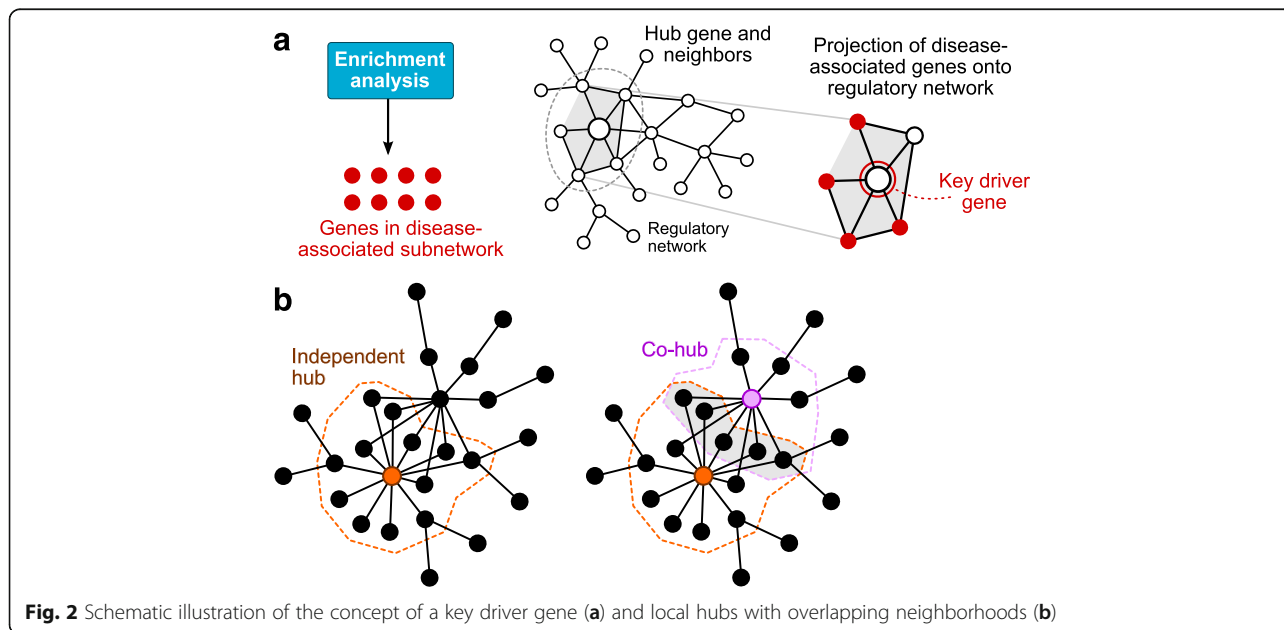 a
Enrichment
analysis
Genes in disease-
associated subnetwork
Hub gene and
neighbors
Regulatory
network
Projection of disease-
associated genes onto
regulatory network
Key driver
gene
b
Independent
hub
Co-hub
Fig. 2 Schematic illustration of the concept of a key driver gene (a) and local hubs with overlapping neighborhoods (b)